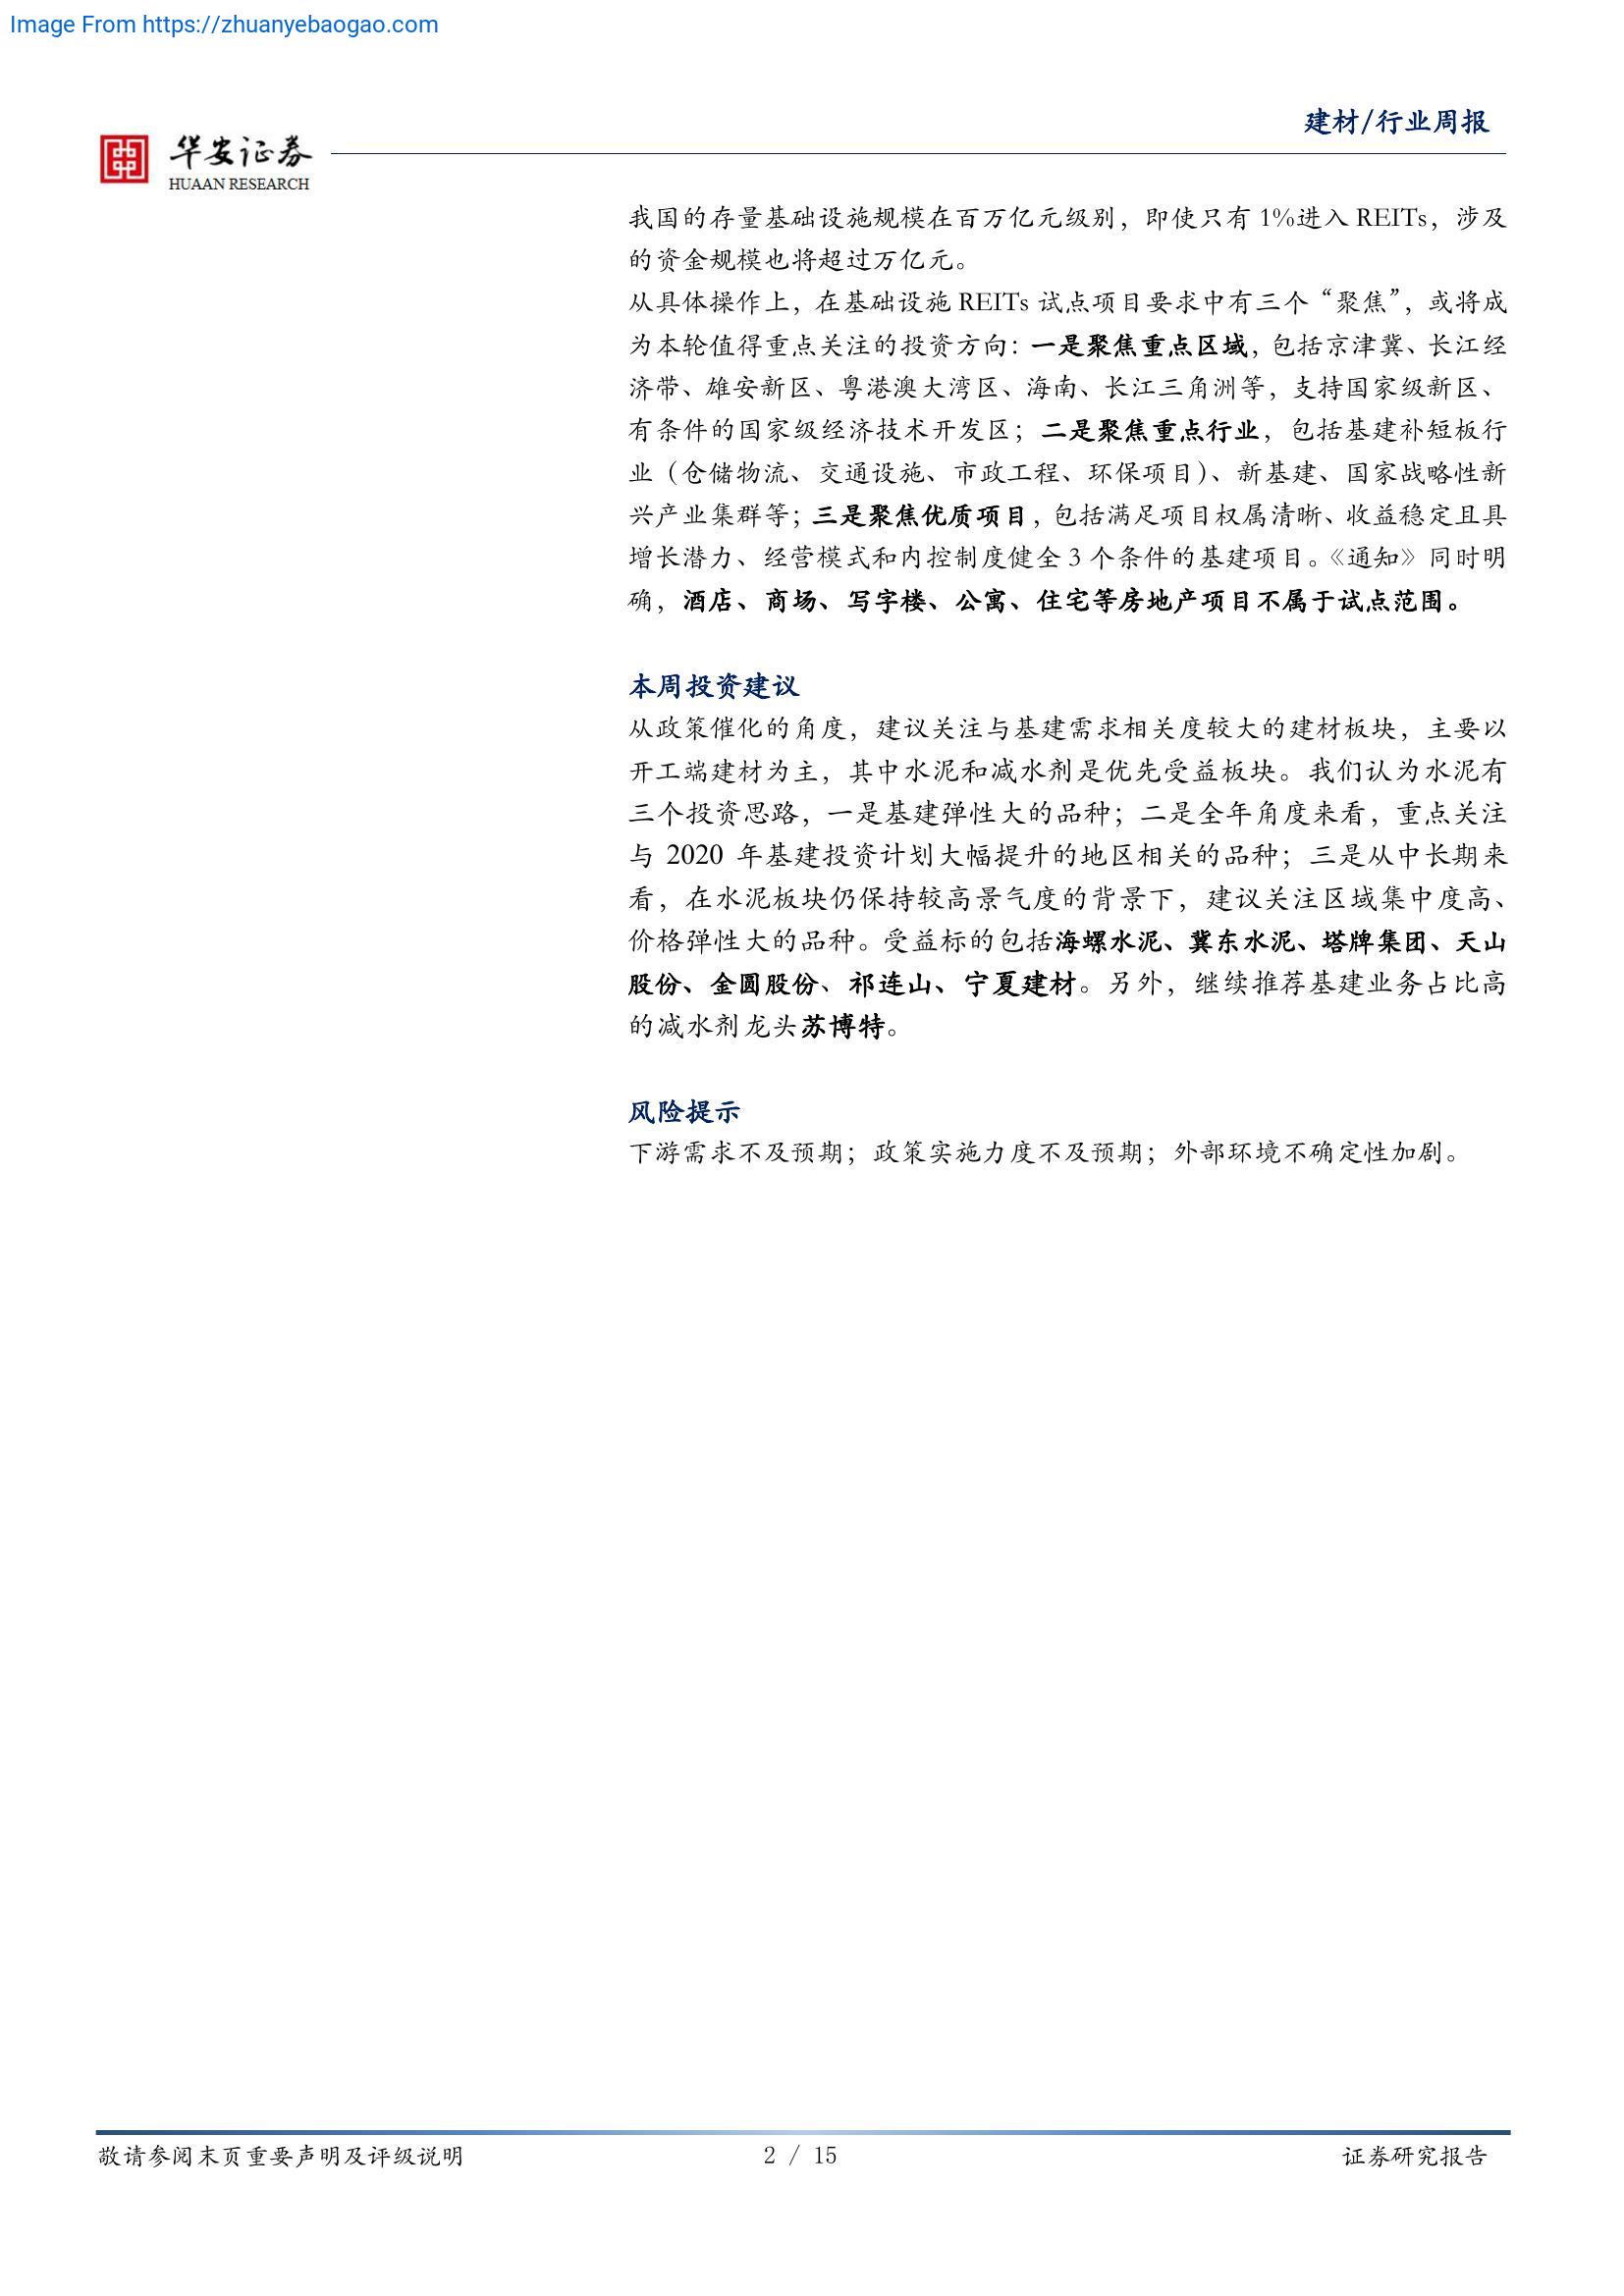 Image From https://zhuanyebaogao.com
建材/行业周报
华安证券
HUAAN RESEARCH
我国的存量基础设施规模在百万亿元级别，即使只有 1%进入 REITs，涉及
的资金规模也将超过万亿元。
从具体操作上，在基础设施 REITs 试点项目要求中有三个“聚焦”，或将成
为本轮值得重点关注的投资方向：一是聚焦重点区域，包括京津冀、长江经
济带、雄安新区、粤港澳大湾区、海南、长江三角洲等，支持国家级新区、
有条件的国家级经济技术开发区；二是聚焦重点行业，包括基建补短板行
业（仓储物流、交通设施、市政工程、环保项目）、新基建、国家战略性新
兴产业集群等；三是聚焦优质项目，包括满足项目权属清晰、收益稳定且具
增长潜力、经营模式和内控制度健全 3 个条件的基建项目。《通知》同时明
确，酒店、商场、写字楼、公寓、住宅等房地产项目不属于试点范围。
本周投资建议
从政策催化的角度，建议关注与基建需求相关度较大的建材板块，主要以
开工端建材为主，其中水泥和减水剂是优先受益板块。我们认为水泥有
三个投资思路，一是基建弹性大的品种；二是全年角度来看，重点关注
与 2020 年基建投资计划大幅提升的地区相关的品种；三是从中长期来
看，在水泥板块仍保持较高景气度的背景下，建议关注区域集中度高、
价格弹性大的品种。受益标的包括海螺水泥、冀东水泥、塔牌集团、天山
股份、金圆股份、祁连山、宁夏建材。另外，继续推荐基建业务占比高
的减水剂龙头苏博特。
风险提示
下游需求不及预期；政策实施力度不及预期；外部环境不确定性加剧。
敬请参阅末页重要声明及评级说明
2 / 15
证券研究报告